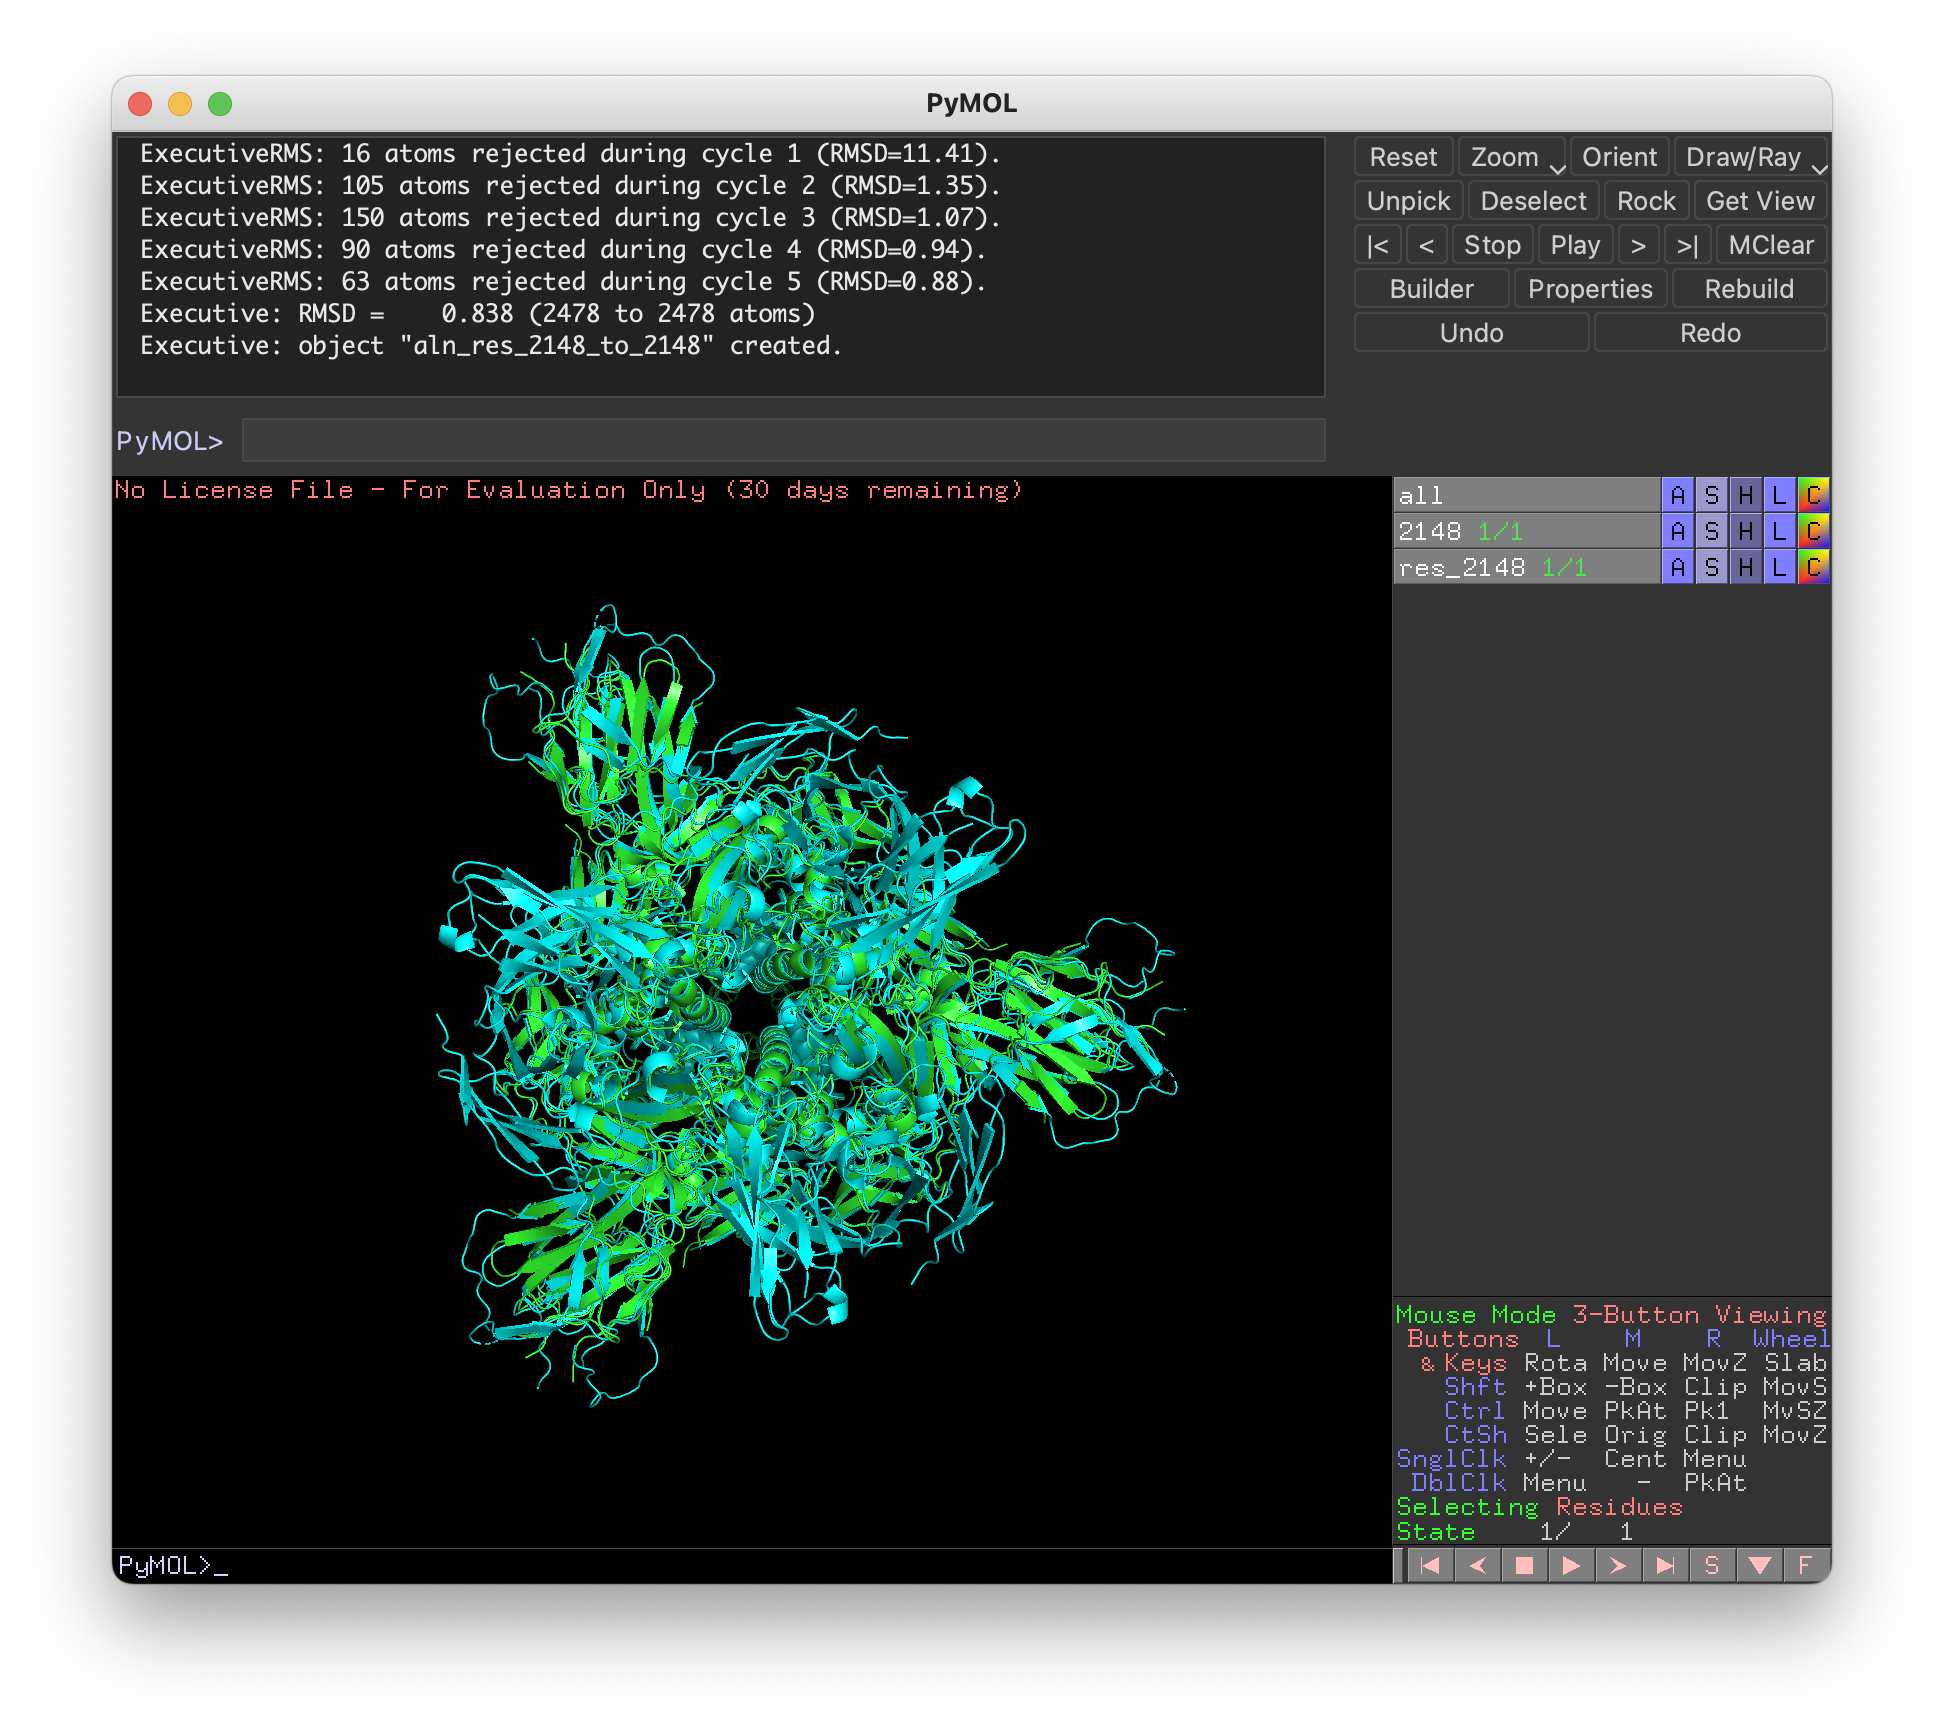 PyMOL
ExecutiveRMS: 16 atoms rejected during cycle 1 (RMSD=11.41).
ExecutiveRMS: 105 atoms rejected during cycle 2 (RMSD=1.35).
ExecutiveRMS: 150 atoms rejected during cycle 3 (RMSD=1.07).
ExecutiveRMS: 90 atoms rejected during cycle 4 (RMSD=0.94).
ExecutiveRMS: 63 atoms rejected during cycle 5 (RMSD=0.88).
Executive: RMSD =    0.838 (2478 to 2478 atoms)
Executive: object "aln_res_2148_to_2148" created.
Reset Zoom Orient Draw/Ray
Unpick Deselect Rock Get View
|< < Stop Play > >| MClear
Builder Properties Rebuild
Undo Redo
PyMOL>
No License File - For Evaluation Only (30 days remaining)
all A S H L C
2148 1/1 A S H L C
res_2148 1/1 A S H L C
Mouse Mode 3-Button Viewing
Buttons L M R Wheel
& Keys Rota Move MovZ Slab
Shft +Box -Box Clip MovS
Ctrl Move PkAt Pk1 MvSZ
CtSh Sele Orig Clip MovZ
SnglClk +/- Cent Menu
DblClk Menu - PkAt
Selecting Residues
State 1/ 1
PyMOL>_
S F